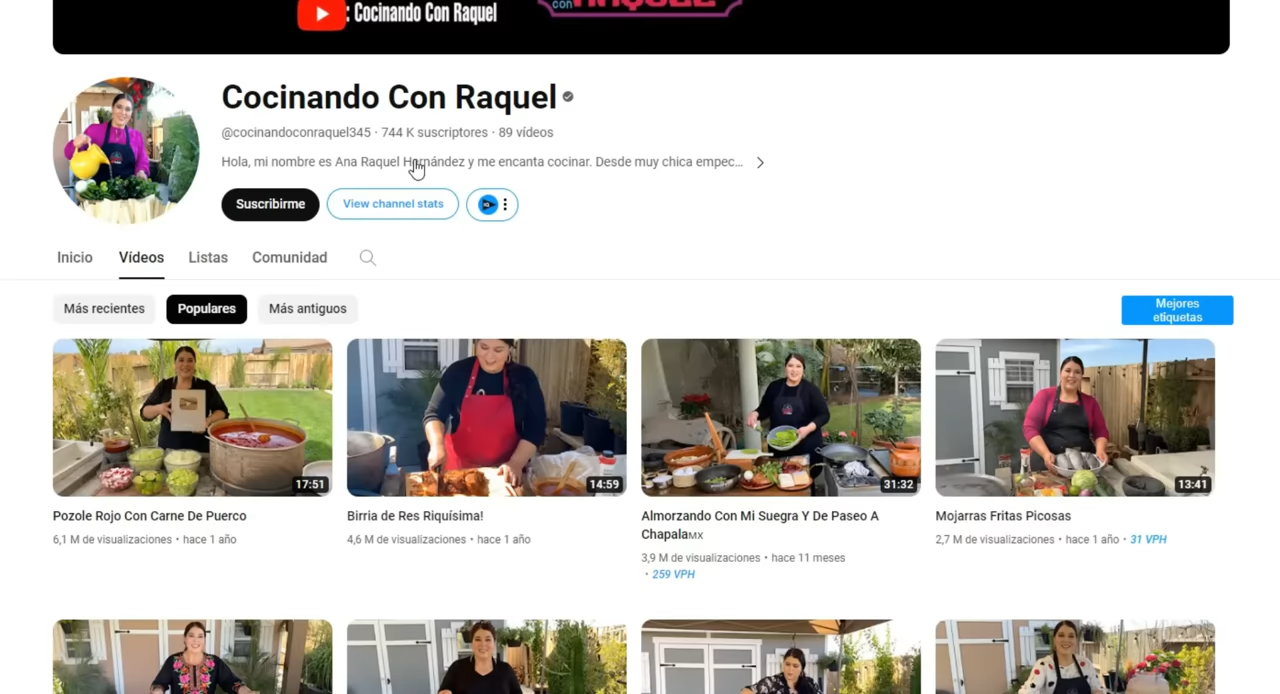 : Cocinando Con Raquel
con RAQUEL
Cocinando Con Raquel
@cocinandoconraquel345 · 744 K suscriptores · 89 vídeos
Hola, mi nombre es Ana Raquel Hernández y me encanta cocinar. Desde muy chica empec...
Suscribirme
View channel stats
Inicio
Vídeos
Listas
Comunidad
Más recientes
Populares
Más antiguos
Mejores
etiquetas
17:51
14:59
31:32
13:41
Pozole Rojo Con Carne De Puerco
6,1 M de visualizaciones • hace 1 año
Birria de Res Riquísima!
4,6 M de visualizaciones • hace 1 año
Almorzando Con Mi Suegra Y De Paseo A
ChapalaMX
3,9 M de visualizaciones • hace 11 meses
• 259 VPH
Mojarras Fritas Picosas
2,7 M de visualizaciones • hace 1 año • 31 VPH